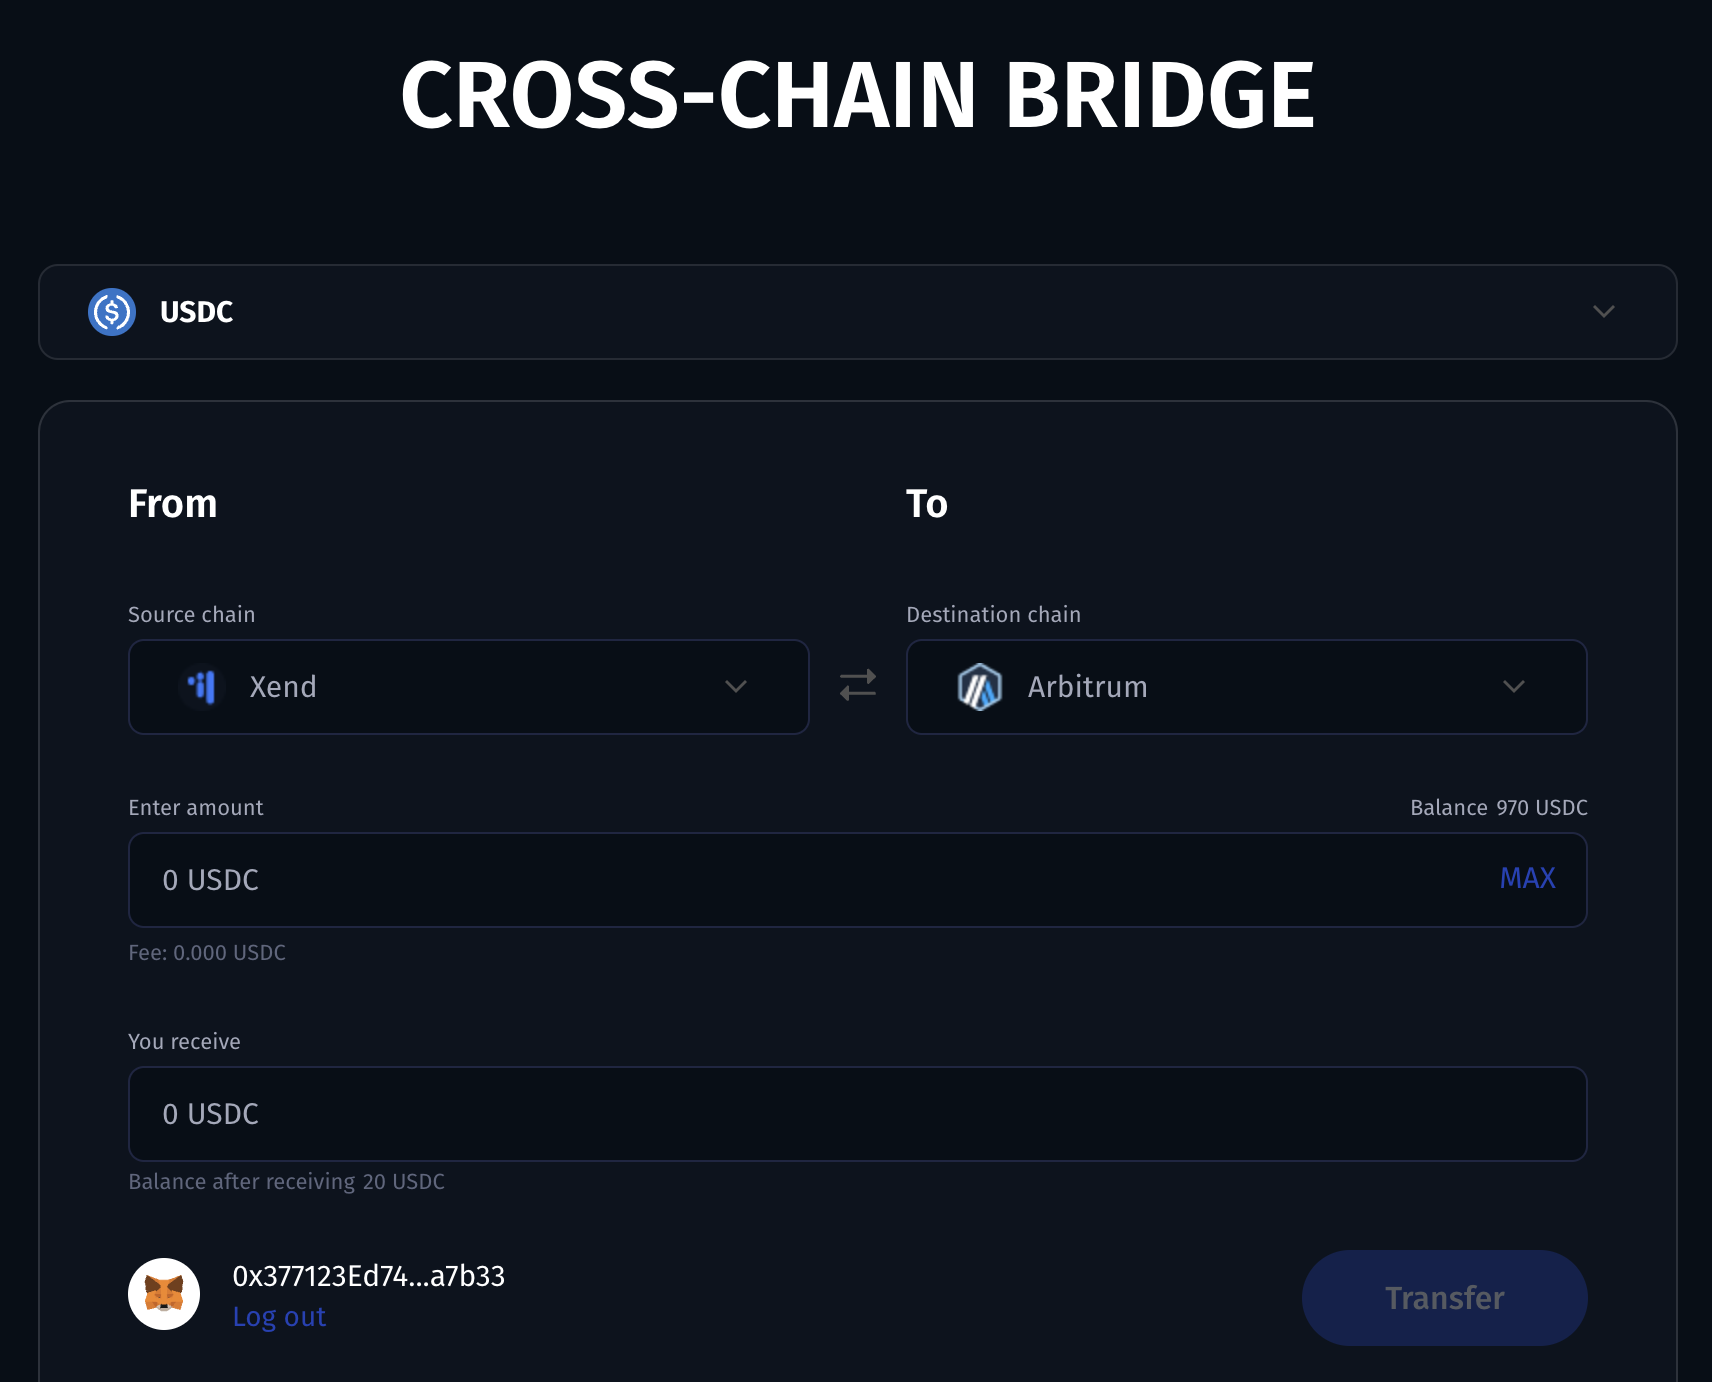 CROSS-CHAIN BRIDGE
USDC
From
To
Source chain
Destination chain
Xend
Arbitrum
Enter amount
Balance 970 USDC
0 USDC
MAX
Fee: 0.000 USDC
You receive
0 USDC
Balance after receiving 20 USDC
0x377123Ed74...a7b33
Log out
Transfer